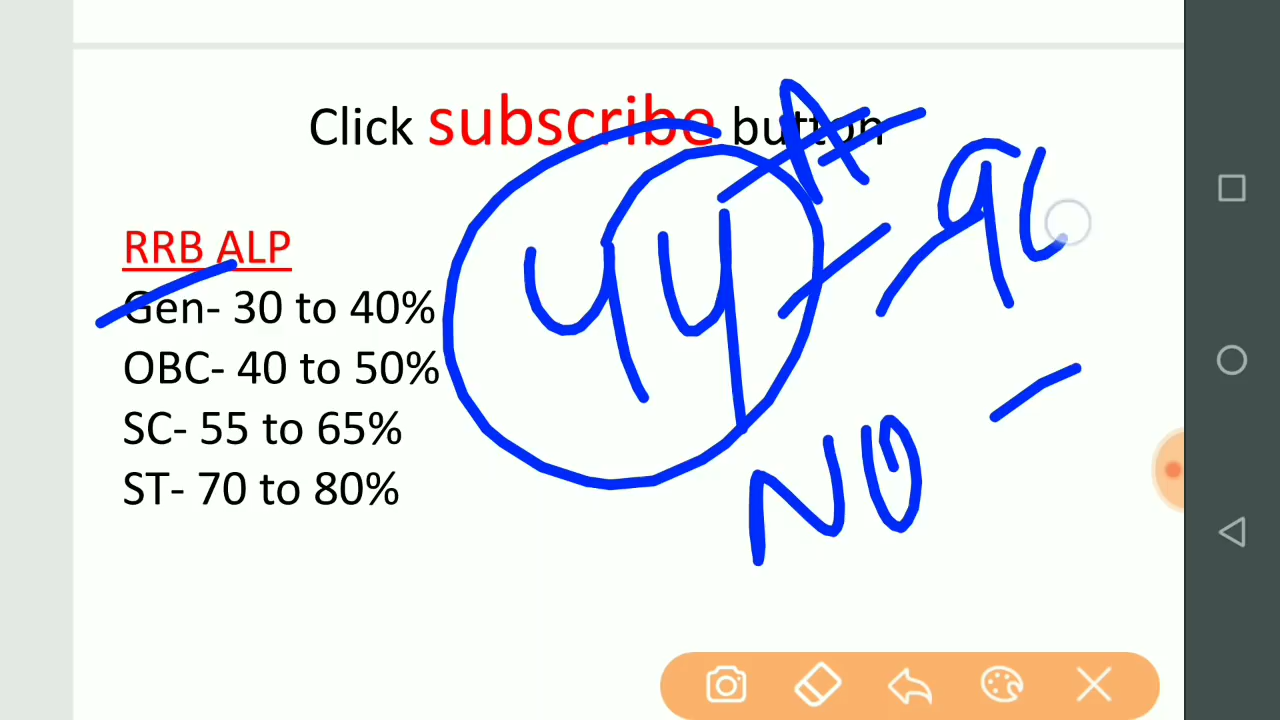 Click subscribe button
RRB ALP
Gen- 30 to 40%
OBC- 40 to 50%
SC- 55 to 65%
ST- 70 to 80%
44
A
NO